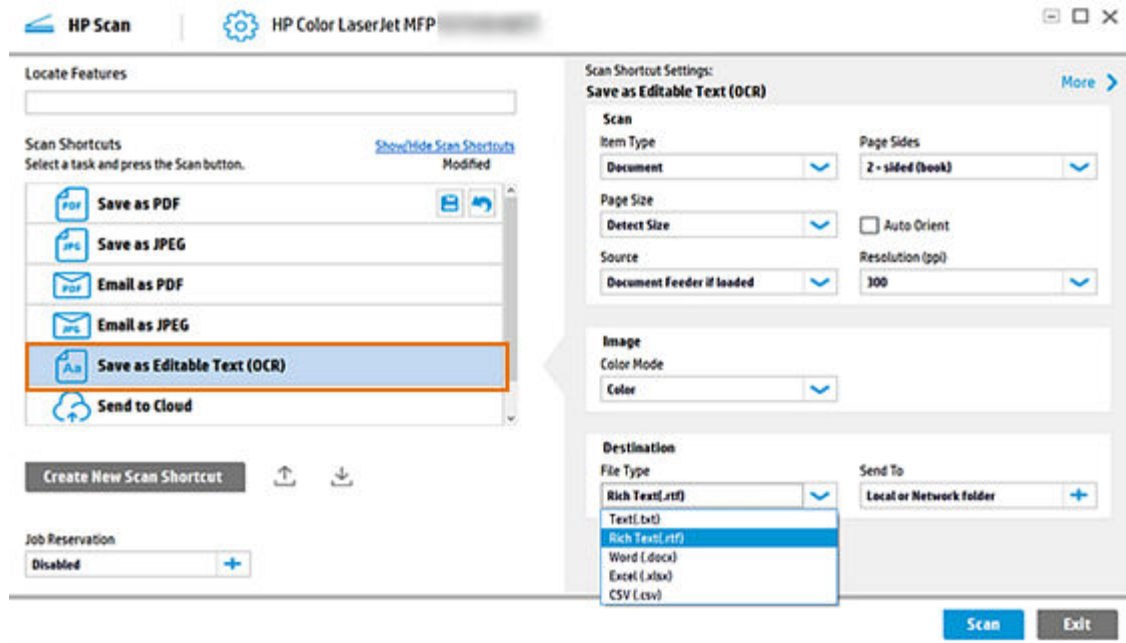 HP Scan
HP Color LaserJet MFP
Locate Features
Scan Shortcuts
Show/Hide Scan Shortcuts
Select a task and press the Scan button.
Modified
PDF
Save as PDF
JPG
Save as JPEG
PDF
Email as PDF
JPG
Email as JPEG
Aa
Save as Editable Text (OCR)
Send to Cloud
Create New Scan Shortcut
Job Reservation
Disabled
Scan Shortcut Settings:
More
Save as Editable Text (OCR)
Scan
Item Type
Page Sides
Document
2 - sided (book)
Page Size
Detect Size
Auto Orient
Source
Resolution (ppi)
Document Feeder if loaded
300
Image
Color Mode
Color
Destination
File Type
Send To
Rich Text(.rtf)
Local or Network folder
Text(.txt)
Rich Text(.rtf)
Word (.docx)
Excel (.xlsx)
CSV (.csv)
Scan
Exit